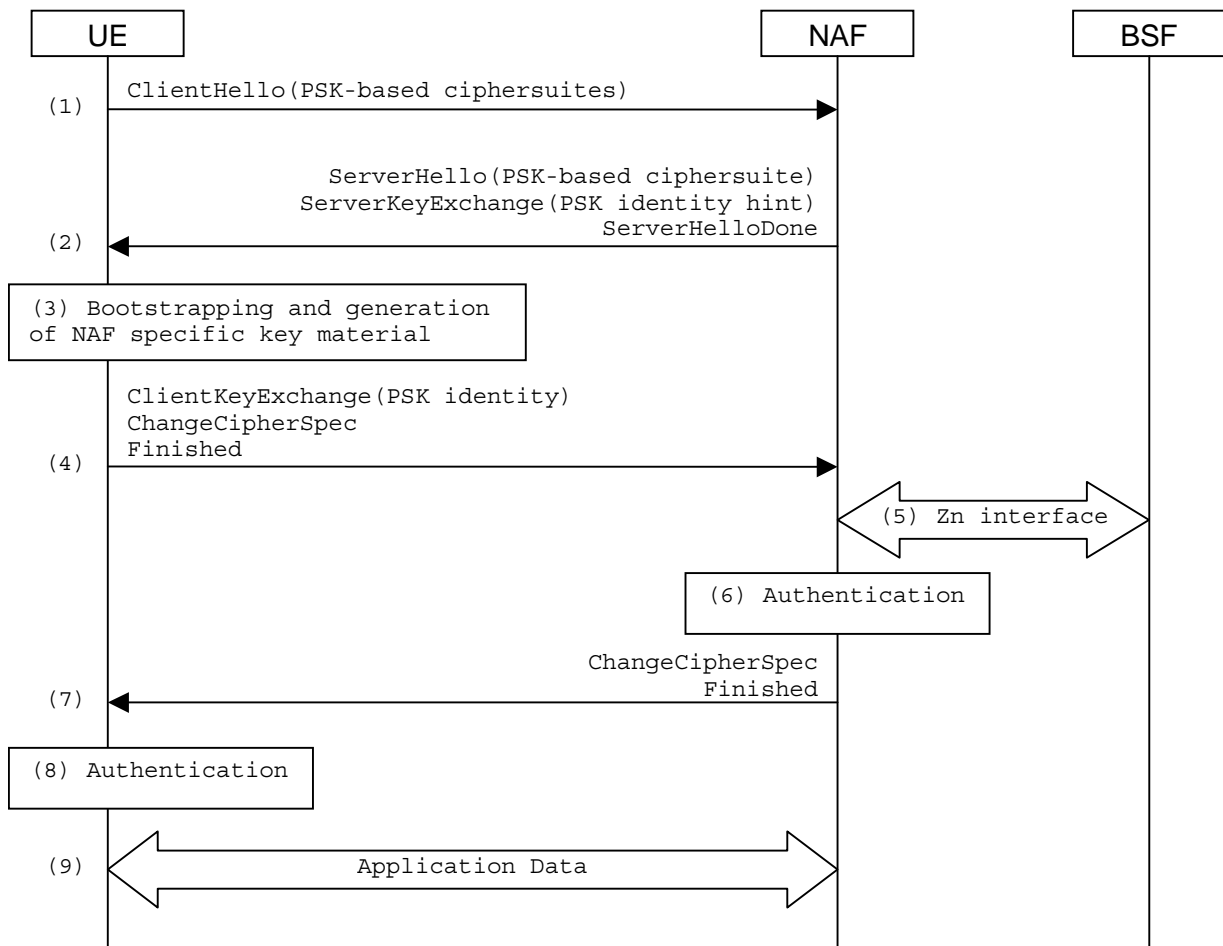 UE
NAF
BSF
(1)
ClientHello(PSK-based ciphersuites)
ServerHello(PSK-based ciphersuite)
ServerKeyExchange(PSK identity hint)
ServerHelloDone
(2)
(3) Bootstrapping and generation
of NAF specific key material
ClientKeyExchange(PSK identity)
ChangeCipherSpec
Finished
(4)
(5) Zn interface
(6) Authentication
ChangeCipherSpec
Finished
(7)
(8) Authentication
(9)
Application Data